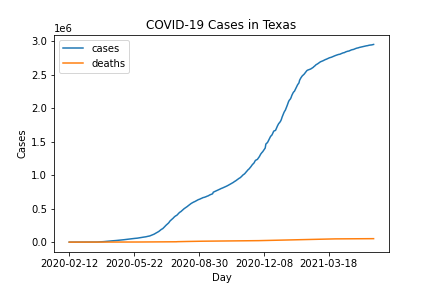 COVID-19 Cases in Texas
1e6
cases
deaths
3.0
2.5
2.0
1.5
1.0
0.5
0.0
Cases
2020-02-12 2020-05-22 2020-08-30 2020-12-08 2021-03-18
Day